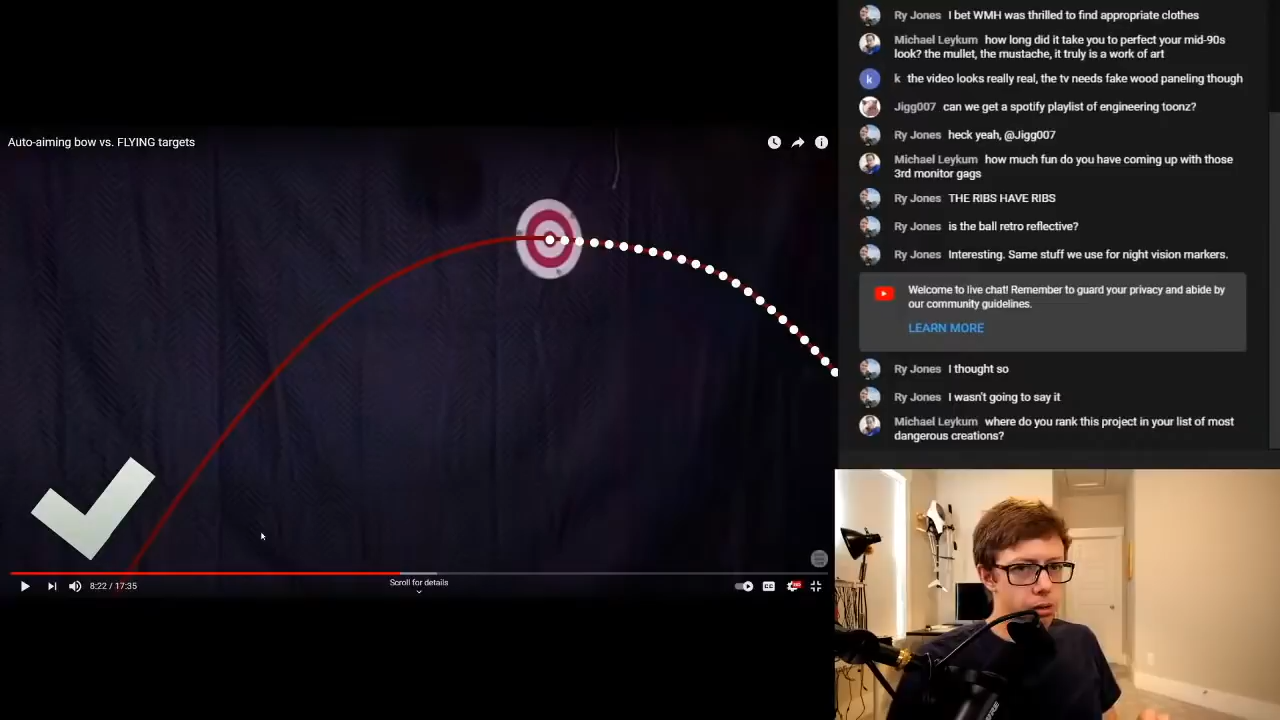 Auto-aiming bow vs. FLYING targets
8:22 / 17:35
Scroll for details
CC
Ry Jones I bet WMH was thrilled to find appropriate clothes
Michael Leykum how long did it take you to perfect your mid-90s
look? the mullet, the mustache, it truly is a work of art
k the video looks really real, the tv needs fake wood paneling though
Jigg007 can we get a spotify playlist of engineering toonz?
Ry Jones heck yeah, @Jigg007
Michael Leykum how much fun do you have coming up with those
3rd monitor gags
Ry Jones THE RIBS HAVE RIBS
Ry Jones is the ball retro reflective?
Ry Jones Interesting. Same stuff we use for night vision markers.
Welcome to live chat! Remember to guard your privacy and abide by
our community guidelines.
LEARN MORE
Ry Jones I thought so
Ry Jones I wasn't going to say it
Michael Leykum where do you rank this project in your list of most
dangerous creations?